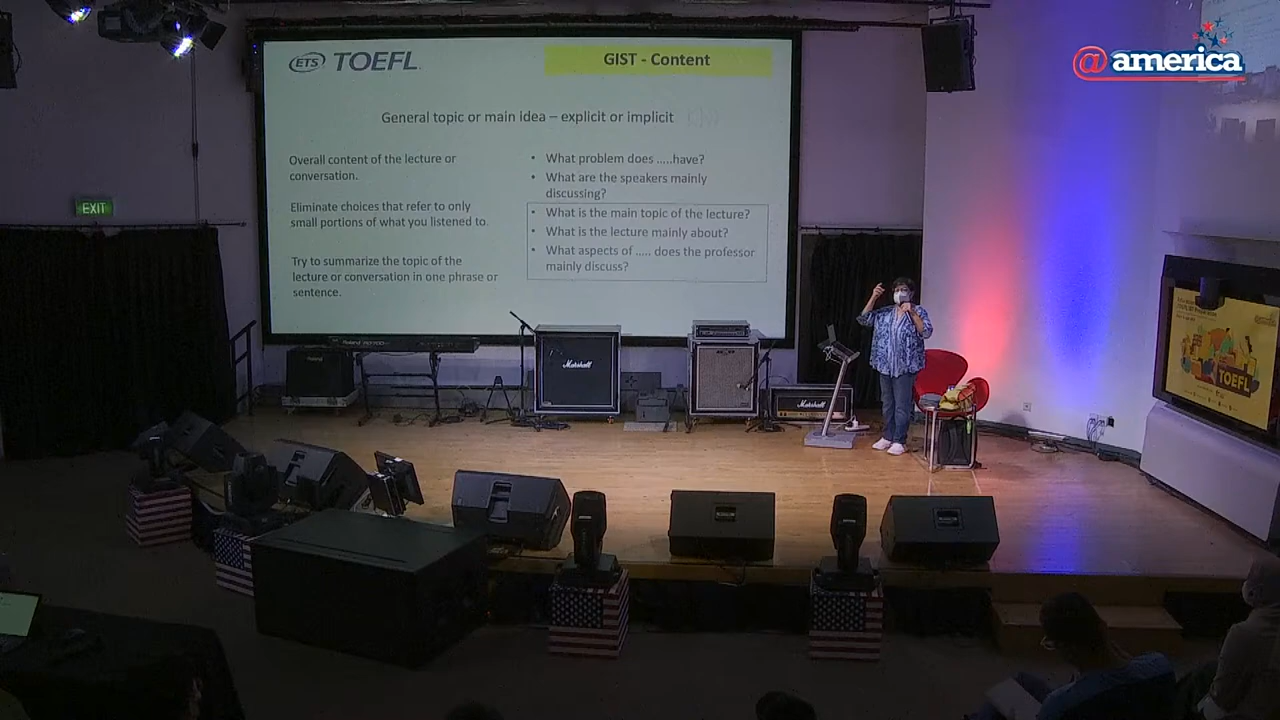 @america
ETS TOEFL
GIST - Content
General topic or main idea – explicit or implicit
Overall content of the lecture or
conversation.
Eliminate choices that refer to only
small portions of what you listened to.
Try to summarize the topic of the
lecture or conversation in one phrase or
sentence.
• What problem does .....have?
• What are the speakers mainly
discussing?
• What is the main topic of the lecture?
• What is the lecture mainly about?
• What aspects of ..... does the professor
mainly discuss?
EXIT
Roland
Marshall
Marshall
TOEFL